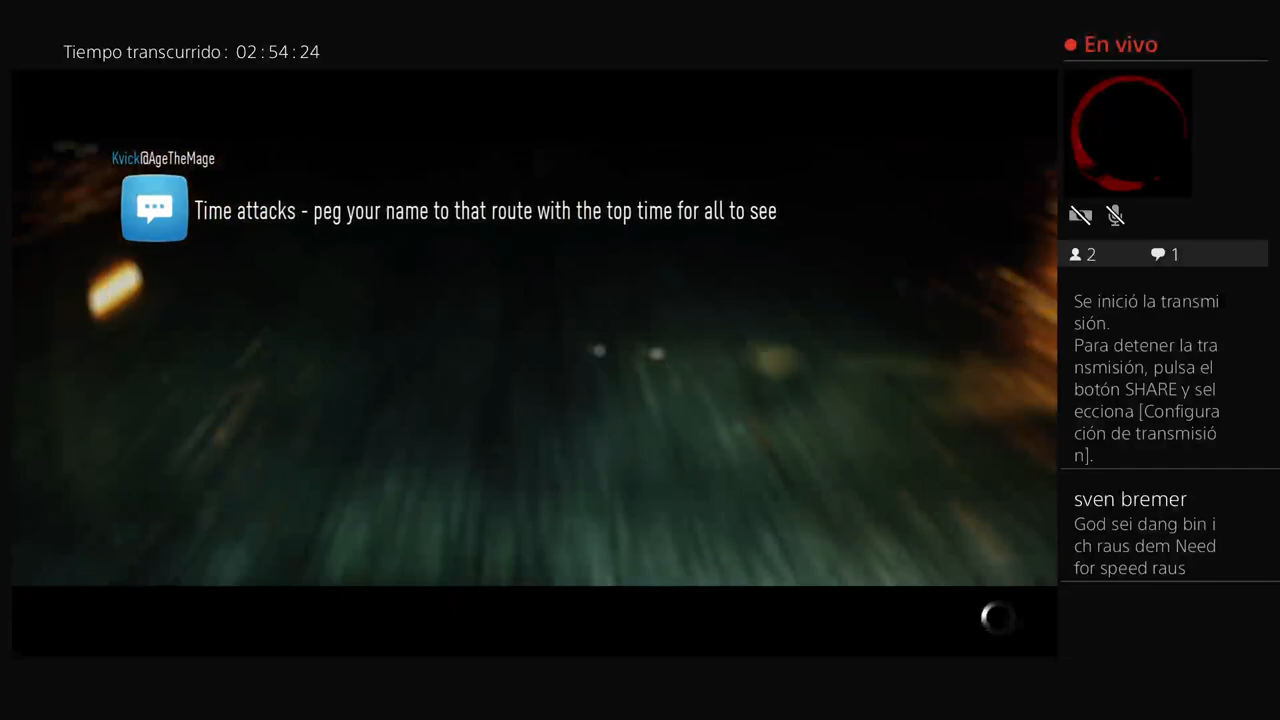 Tiempo transcurrido: 02:54:24
En vivo
Kvick@AgeTheMage
Time attacks - peg your name to that route with the top time for all to see
2
1
Se inició la transmi
sión.
Para detener la tra
nsmisión, pulsa el
botón SHARE y sel
ecciona [Configura
ción de transmisió
n].
sven bremer
God sei dang bin i
ch raus dem Need
for speed raus